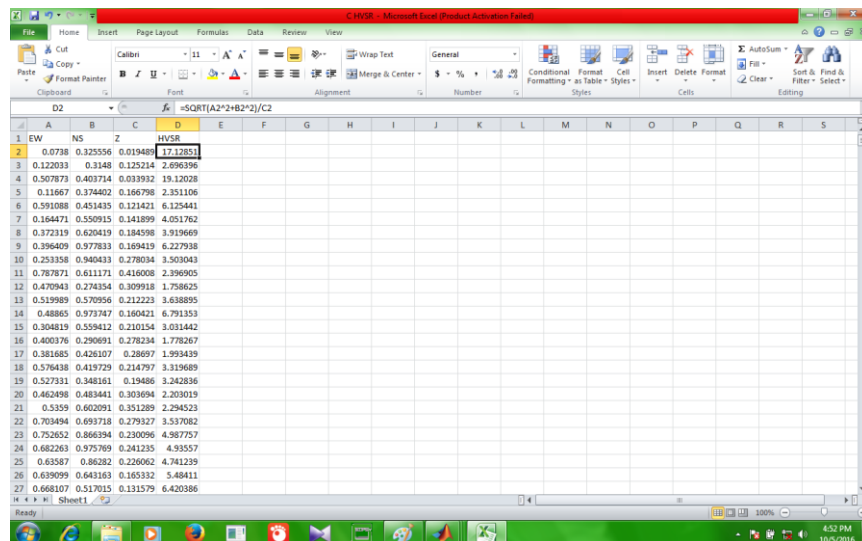 C HVSR - Microsoft Excel (Product Activation Failed)
File Home Insert Page Layout Formulas Data Review View
Cut
Copy
Format Painter
Paste
Clipboard
Calibri 11
B I U
Font
Wrap Text
Merge & Center
Alignment
General
$ % ,
Number
Conditional Formatting
Format as Table
Cell Styles
Styles
Insert Delete Format
Cells
Σ AutoSum
Fill
Clear
Sort & Filter
Find & Select
Editing
D2 fx =SQRT(A2^2+B2^2)/C2
A B C D E F G H I J K L M N O P Q R S
1 EW NS Z HVSR
2 0.0738 0.325556 0.019489 17.12851
3 0.122033 0.3148 0.125214 2.696396
4 0.507873 0.403714 0.033932 19.12028
5 0.11667 0.374402 0.166798 2.351106
6 0.591088 0.451435 0.121421 6.125441
7 0.164471 0.550915 0.141899 4.051762
8 0.372319 0.620419 0.184598 3.919669
9 0.396409 0.977833 0.169419 6.227938
10 0.253358 0.940433 0.278034 3.503043
11 0.787871 0.611171 0.416008 2.396905
12 0.470943 0.274354 0.309918 1.758625
13 0.519989 0.570956 0.212223 3.638895
14 0.48865 0.973747 0.160421 6.791353
15 0.304819 0.559412 0.210154 3.031442
16 0.400376 0.290691 0.278234 1.778267
17 0.381685 0.426107 0.28697 1.993439
18 0.576438 0.419729 0.214797 3.319689
19 0.527331 0.348161 0.19486 3.242836
20 0.462498 0.483441 0.303694 2.203019
21 0.5359 0.602091 0.351289 2.294523
22 0.703494 0.693718 0.279327 3.537082
23 0.752652 0.866394 0.230096 4.987757
24 0.682263 0.975769 0.241235 4.93557
25 0.63587 0.86282 0.226062 4.741239
26 0.639099 0.643163 0.165332 5.48411
27 0.668107 0.517015 0.131579 6.420386
Sheet1
Ready 100%
4:52 PM
10/5/2016